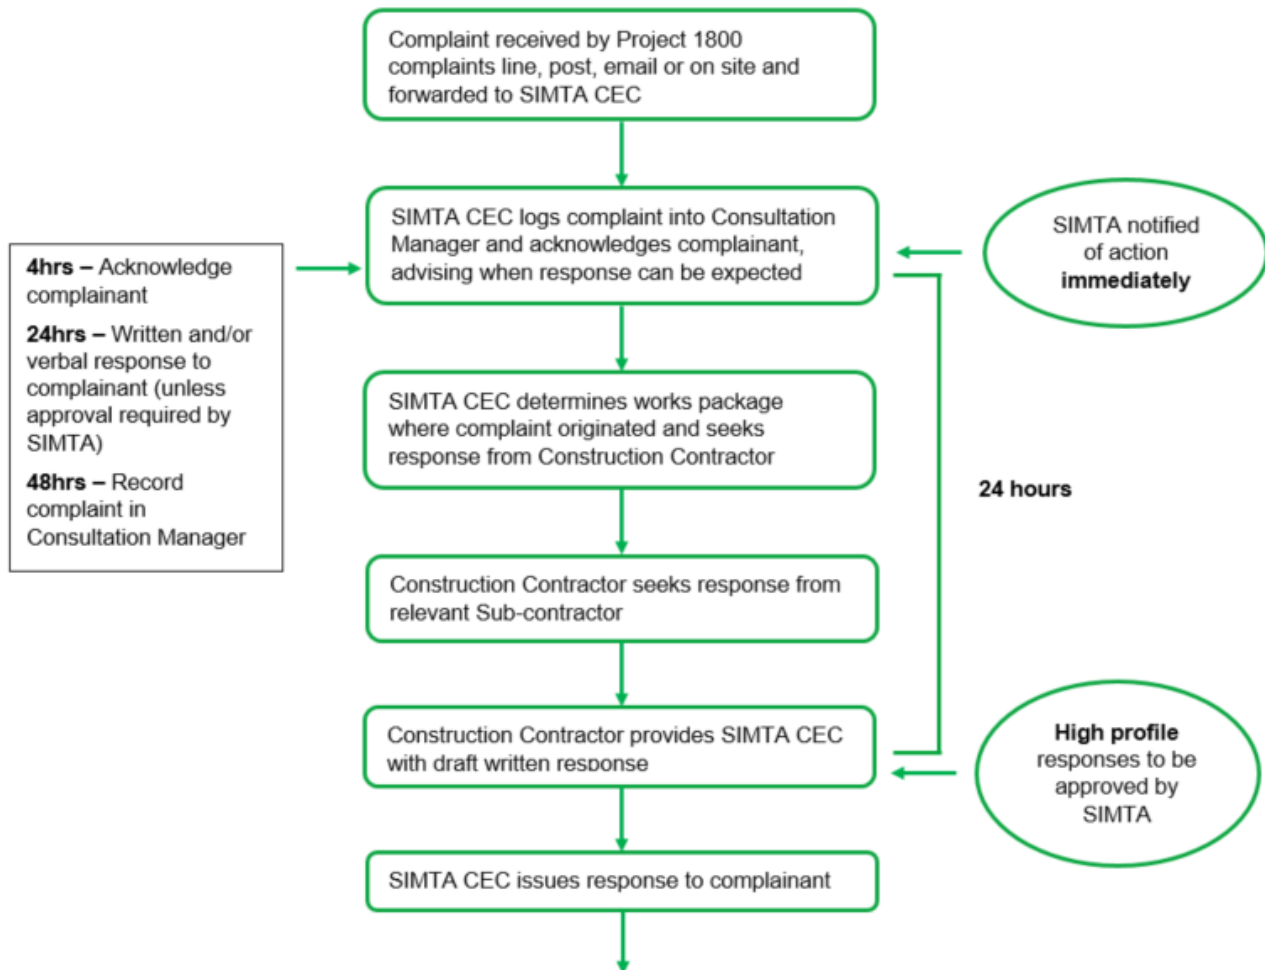 Complaint received by Project 1800
complaints line, post, email or on site and
forwarded to SIMTA CEC
SIMTA CEC logs complaint into Consultation
Manager and acknowledges complainant,
advising when response can be expected
SIMTA notified
of action
immediately
4hrs – Acknowledge
complainant
24hrs – Written and/or
verbal response to
complainant (unless
approval required by
SIMTA)
48hrs – Record
complaint in
Consultation Manager
SIMTA CEC determines works package
where complaint originated and seeks
response from Construction Contractor
24 hours
Construction Contractor seeks response from
relevant Sub-contractor
Construction Contractor provides SIMTA CEC
with draft written response
High profile
responses to be
approved by
SIMTA
SIMTA CEC issues response to complainant